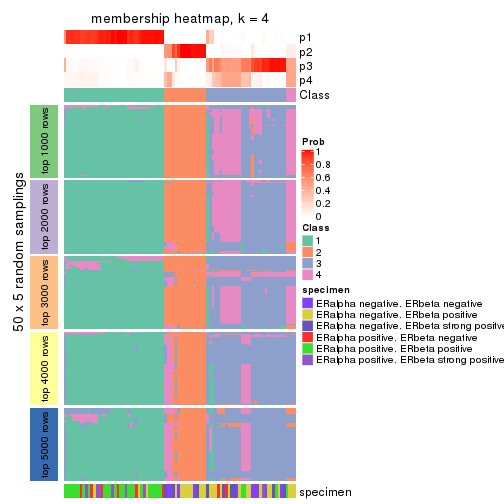 membership heatmap, k = 4
p1
p2
p3
p4
Class
50 x 5 random samplings
top 1000 rows
top 2000 rows
top 3000 rows
top 4000 rows
top 5000 rows
specimen
Prob
1
0.8
0.6
0.4
0.2
0
Class
1
2
3
4
specimen
ERalpha negative. ERbeta negative
ERalpha negative. ERbeta positive
ERalpha negative. ERbeta strong positive
ERalpha positive. ERbeta negative
ERalpha positive. ERbeta positive
ERalpha positive. ERbeta strong positive